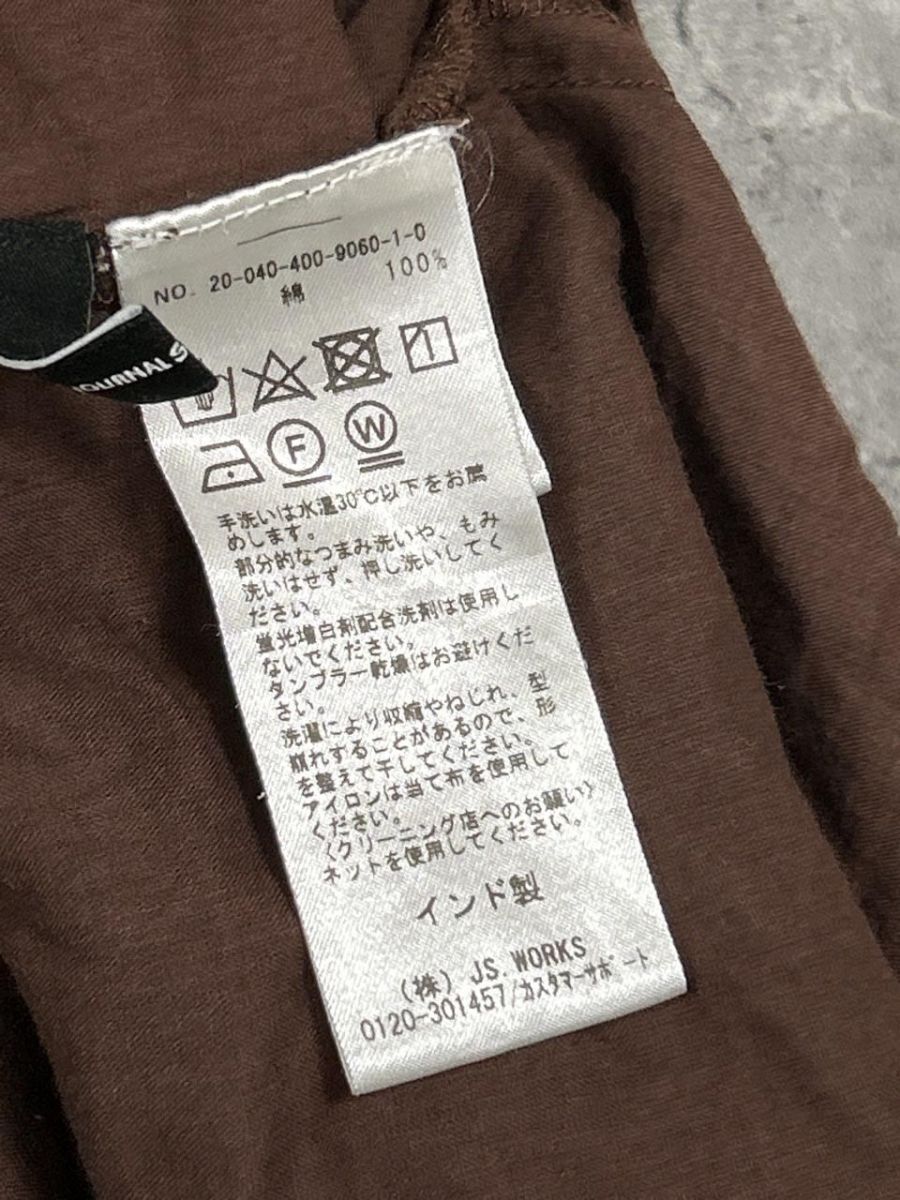 NO. 20-040-400-9060-1-0
綿 100%
JOURNAL S
F W
手洗いは水温30℃以下をお薦
めします。
部分的なつまみ洗いや、もみ
洗いはせず、押し洗いしてく
ださい。
蛍光増白剤配合洗剤は使用し
ないでください。
タンブラー乾燥はお避けくだ
さい。
洗濯により収縮やねじれ、型
崩れすることがあるので、形
を整えて干してください。
アイロンは当て布を使用して
ください。
〈クリーニング店へのお願い〉
ネットを使用してください。
インド製
(株) JS.WORKS
0120-301457/カスタマーサポート